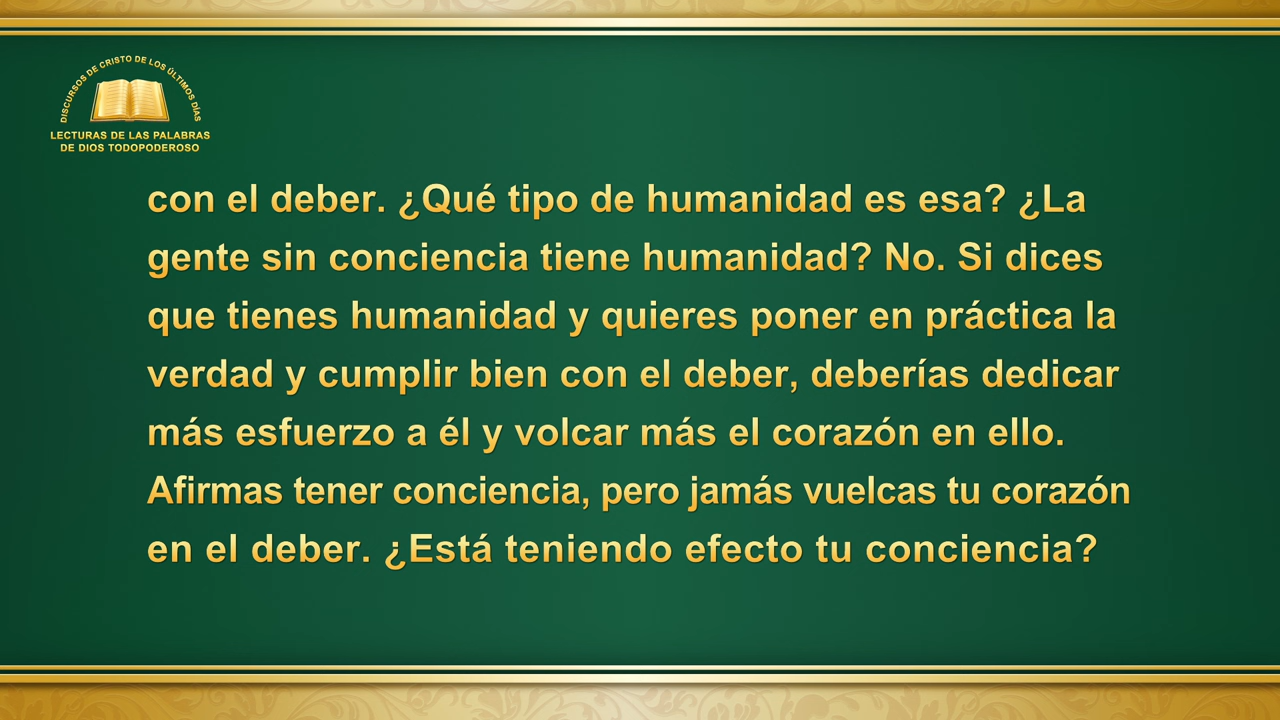 DISCURSOS DE CRISTO DE LOS ÚLTIMOS DÍAS
LECTURAS DE LAS PALABRAS
DE DIOS TODOPODEROSO
con el deber. ¿Qué tipo de humanidad es esa? ¿La
gente sin conciencia tiene humanidad? No. Si dices
que tienes humanidad y quieres poner en práctica la
verdad y cumplir bien con el deber, deberías dedicar
más esfuerzo a él y volcar más el corazón en ello.
Afirmas tener conciencia, pero jamás vuelcas tu corazón
en el deber. ¿Está teniendo efecto tu conciencia?